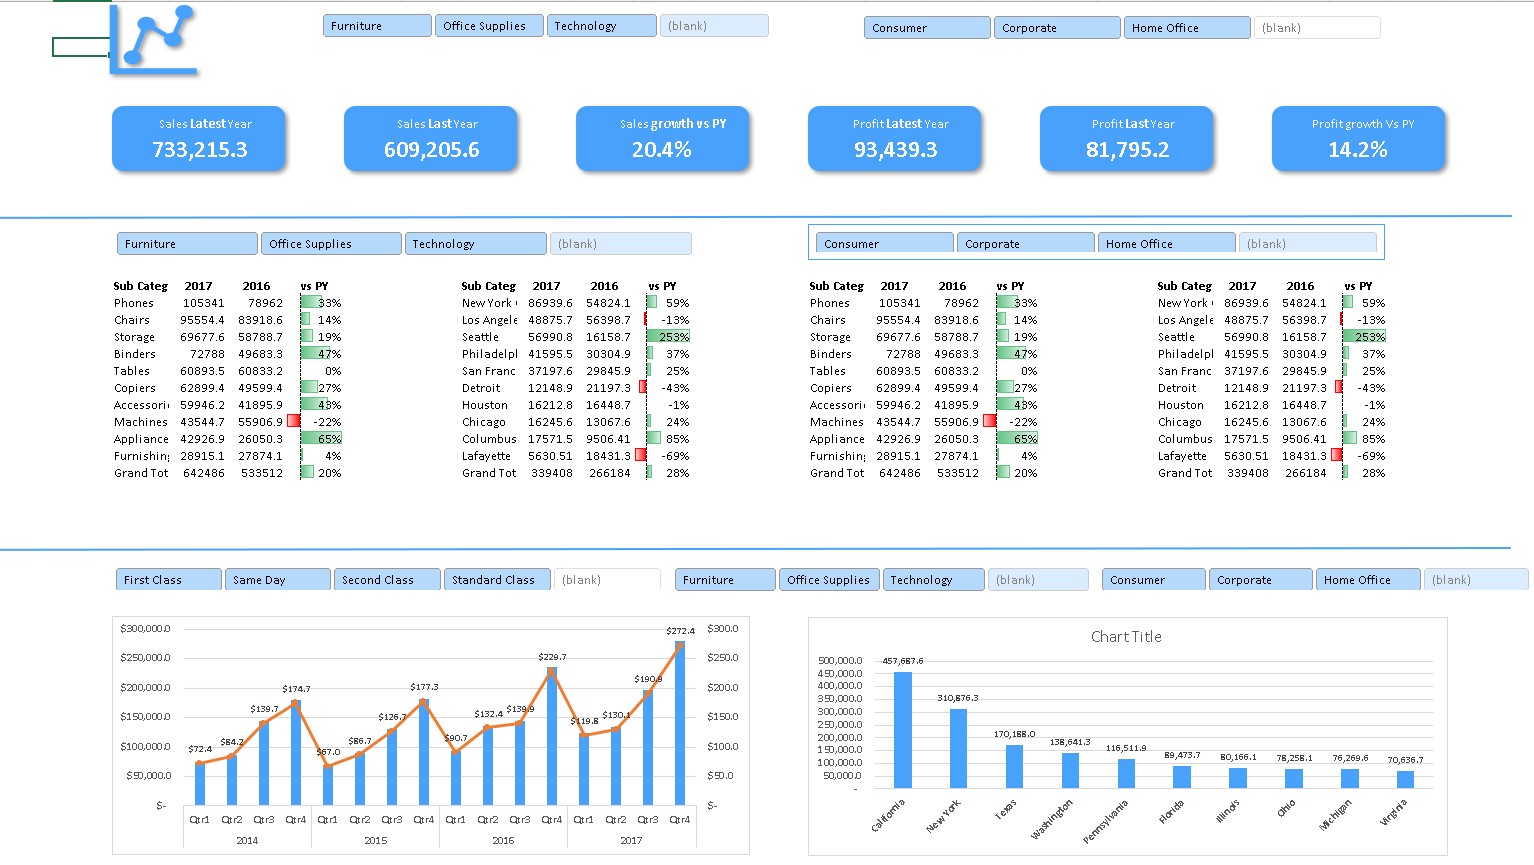 Furniture Office Supplies Technology (blank) Consumer Corporate Home Office (blank)
Sales Latest Year
733,215.3
Sales Last Year
609,205.6
Sales growth vs PY
20.4%
Profit Latest Year
93,439.3
Profit Last Year
81,795.2
Profit growth Vs PY
14.2%
Furniture Office Supplies Technology (blank)
Consumer Corporate Home Office (blank)
Sub Categ 2017 2016 vs PY
Phones 105341 78962 33%
Chairs 95554.4 83918.6 14%
Storage 69677.6 58788.7 19%
Binders 72788 49683.3 47%
Tables 60893.5 60833.2 0%
Copiers 62899.4 49599.4 27%
Accessori 59946.2 41895.9 43%
Machines 43544.7 55906.9 -22%
Appliance 42926.9 26050.3 65%
Furnishin 28915.1 27874.1 4%
Grand Tot 642486 533512 20%
Sub Categ 2017 2016 vs PY
New York 86939.6 54824.1 59%
Los Angele 48875.7 56398.7 -13%
Seattle 56990.8 16158.7 253%
Philadelpl 41595.5 30304.9 37%
San Franc 37197.6 29845.9 25%
Detroit 12148.9 21197.3 -43%
Houston 16212.8 16448.7 -1%
Chicago 16245.6 13067.6 24%
Columbus 17571.5 9506.41 85%
Lafayette 5630.51 18431.3 -69%
Grand Tot 339408 266184 28%
Sub Categ 2017 2016 vs PY
Phones 105341 78962 33%
Chairs 95554.4 83918.6 14%
Storage 69677.6 58788.7 19%
Binders 72788 49683.3 47%
Tables 60893.5 60833.2 0%
Copiers 62899.4 49599.4 27%
Accessori 59946.2 41895.9 43%
Machines 43544.7 55906.9 -22%
Appliance 42926.9 26050.3 65%
Furnishin 28915.1 27874.1 4%
Grand Tot 642486 533512 20%
Sub Categ 2017 2016 vs PY
New York 86939.6 54824.1 59%
Los Angele 48875.7 56398.7 -13%
Seattle 56990.8 16158.7 253%
Philadelpl 41595.5 30304.9 37%
San Franc 37197.6 29845.9 25%
Detroit 12148.9 21197.3 -43%
Houston 16212.8 16448.7 -1%
Chicago 16245.6 13067.6 24%
Columbus 17571.5 9506.41 85%
Lafayette 5630.51 18431.3 -69%
Grand Tot 339408 266184 28%
First Class Same Day Second Class Standard Class (blank) Furniture Office Supplies Technology (blank) Consumer Corporate Home Office (blank)
$300,000.0
$250,000.0
$200,000.0
$150,000.0
$100,000.0
$50,000.0
$-
$72.4 $84.2 $139.7 $174.7 $67.0 $86.7 $126.7 $177.3 $90.7 $132.4 $139.9 $229.7 $119.8 $130.1 $190.9 $272.4
$300.0
$250.0
$200.0
$150.0
$100.0
$50.0
$-
Qtr1 Qtr2 Qtr3 Qtr4 Qtr1 Qtr2 Qtr3 Qtr4 Qtr1 Qtr2 Qtr3 Qtr4 Qtr1 Qtr2 Qtr3 Qtr4
2014 2015 2016 2017
Chart Title
500,000.0
450,000.0
400,000.0
350,000.0
300,000.0
250,000.0
200,000.0
150,000.0
100,000.0
50,000.0
-
457,687.6 310,876.3 170,188.0 138,641.3 116,511.9 89,473.7 80,166.1 78,258.1 76,269.6 70,636.7
California New York Texas Washington Pennsylvania Florida Illinois Ohio Michigan Virginia